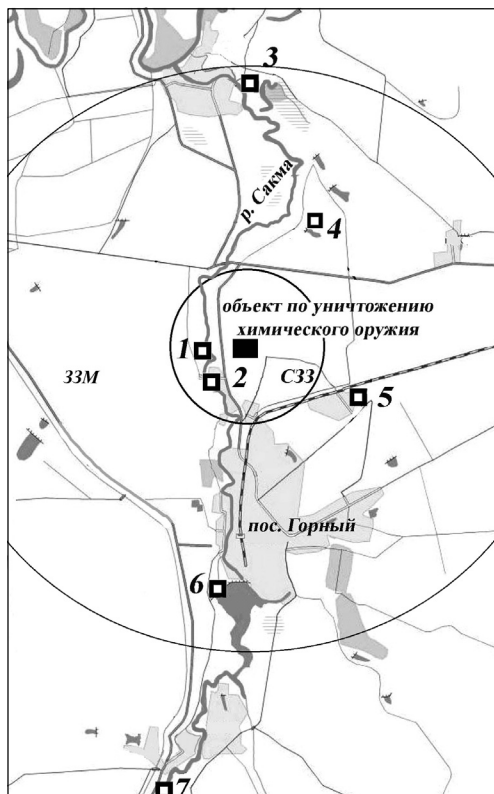 3
р. Сакма
4
объект по уничтожению
химического оружия
1
2
ЗЗМ
СЗЗ
5
пос. Горный
6
7